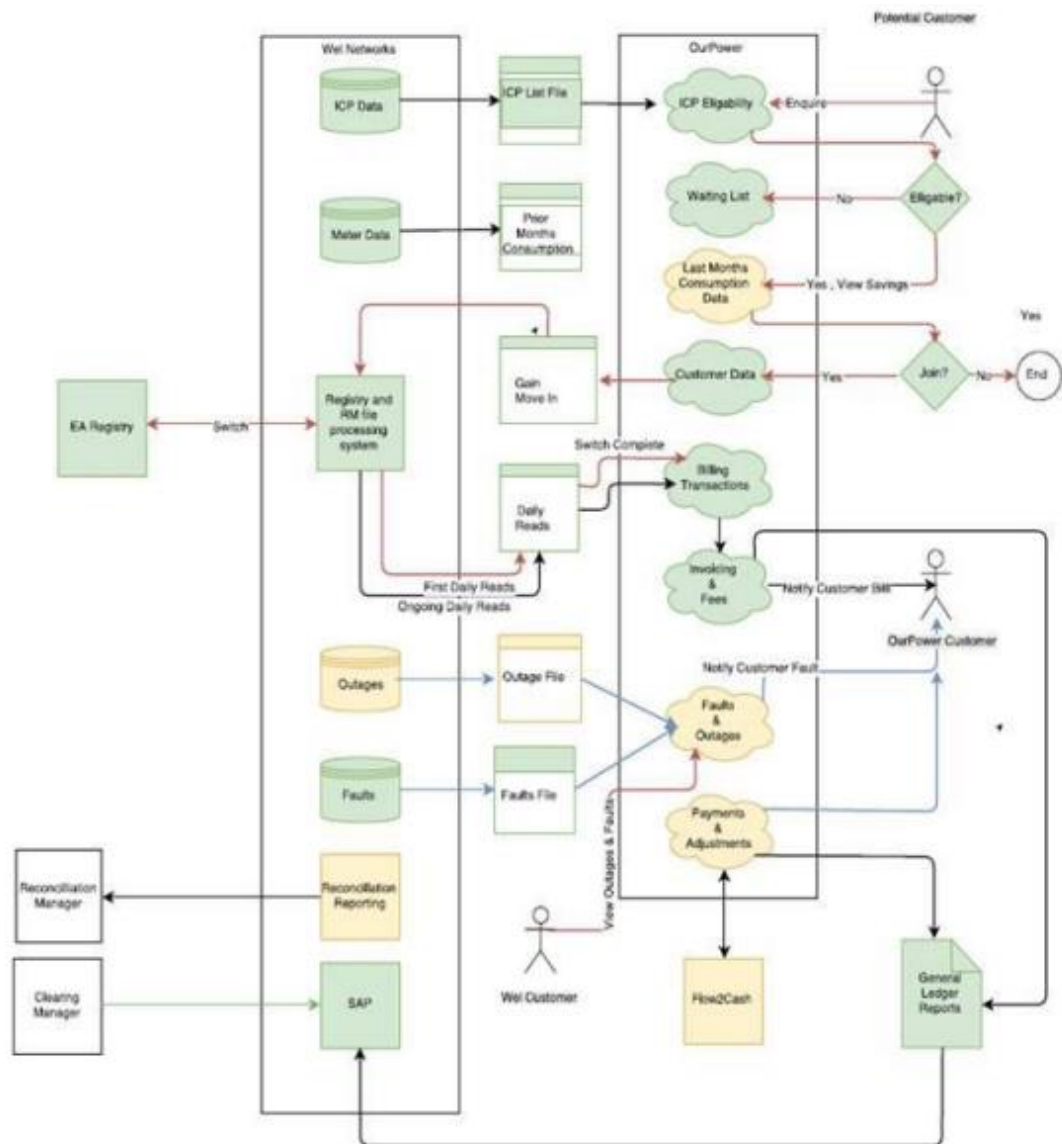 Potential Customer
Wel Networks
OurPower
ICP Data
ICP List File
ICP Eligability
Enquire
Meter Data
Prior
Months
Consumption
Waiting List
No
Elligable?
Last Months
Consumption
Data
Yes , View Savings
Yes
EA Registry
Switch
Registry and
RM file
processing
system
Gain
Move In
Customer Data
Yes
Join?
No
End
Switch Complete
Daily
Reads
Billing
Transactions
First Daily Reads
Ongoing Daily Reads
Invoicing
&
Fees
Notify Customer Bills
OurPower Customer
Outages
Outage File
Notify Customer Fault
Faults
&
Outages
Faults
Faults File
View Outages & Faults
Payments
&
Adjustments
Reconcilliation
Manager
Reconcilliation
Reporting
Wel Customer
Flow2Cash
General
Ledger
Reports
Clearing
Manager
SAP